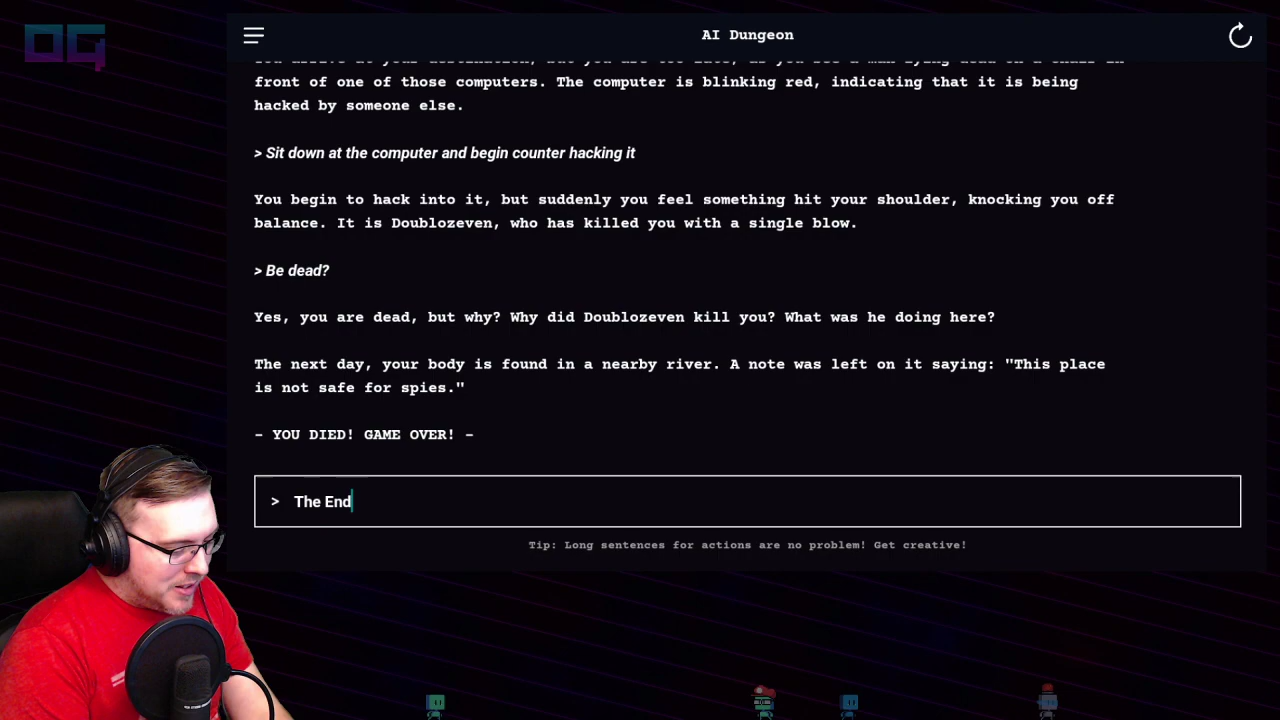 OG
AI Dungeon
front of one of those computers. The computer is blinking red, indicating that it is being
hacked by someone else.
> Sit down at the computer and begin counter hacking it
You begin to hack into it, but suddenly you feel something hit your shoulder, knocking you off
balance. It is Doublozeven, who has killed you with a single blow.
> Be dead?
Yes, you are dead, but why? Why did Doublozeven kill you? What was he doing here?
The next day, your body is found in a nearby river. A note was left on it saying: "This place
is not safe for spies."
– YOU DIED! GAME OVER! –
> The End
Tip: Long sentences for actions are no problem! Get creative!